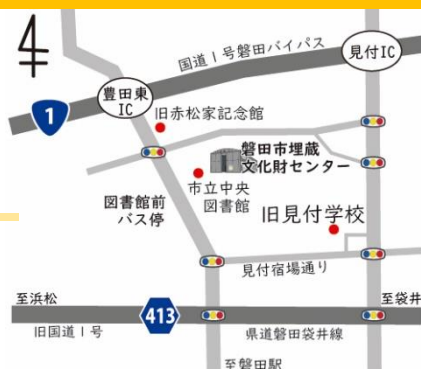 国道1号磐田バイパス
見付IC
豊田東
IC
1
旧赤松家記念館
磐田市埋蔵
文化財センター
市立中央
図書館
図書館前
バス停
旧見付学校
見付宿場通り
至浜松
至袋井
413
旧国道1号
県道磐田袋井線
至磐田駅